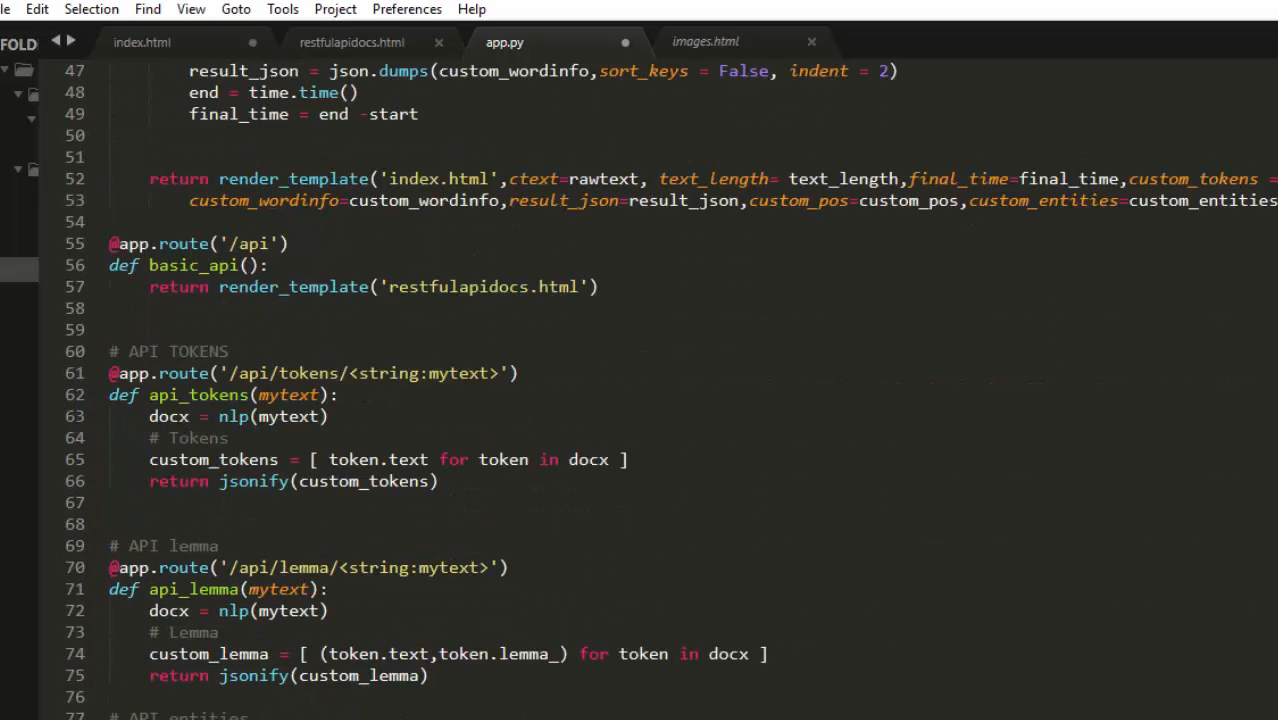 le Edit Selection Find View Goto Tools Project Preferences Help
FOLD index.html restfulapidocs.html app.py images.html
47 result_json = json.dumps(custom_wordinfo,sort_keys = False, indent = 2)
48 end = time.time()
49 final_time = end -start
50
51
52 return render_template('index.html',ctext=rawtext, text_length= text_length,final_time=final_time,custom_tokens =
53 custom_wordinfo=custom_wordinfo,result_json=result_json,custom_pos=custom_pos,custom_entities=custom_entities
54
55 @app.route('/api')
56 def basic_api():
57 return render_template('restfulapidocs.html')
58
59
60 # API TOKENS
61 @app.route('/api/tokens/<string:mytext>')
62 def api_tokens(mytext):
63 docx = nlp(mytext)
64 # Tokens
65 custom_tokens = [ token.text for token in docx ]
66 return jsonify(custom_tokens)
67
68
69 # API lemma
70 @app.route('/api/lemma/<string:mytext>')
71 def api_lemma(mytext):
72 docx = nlp(mytext)
73 # Lemma
74 custom_lemma = [ (token.text,token.lemma_) for token in docx ]
75 return jsonify(custom_lemma)
76
77 # API entities